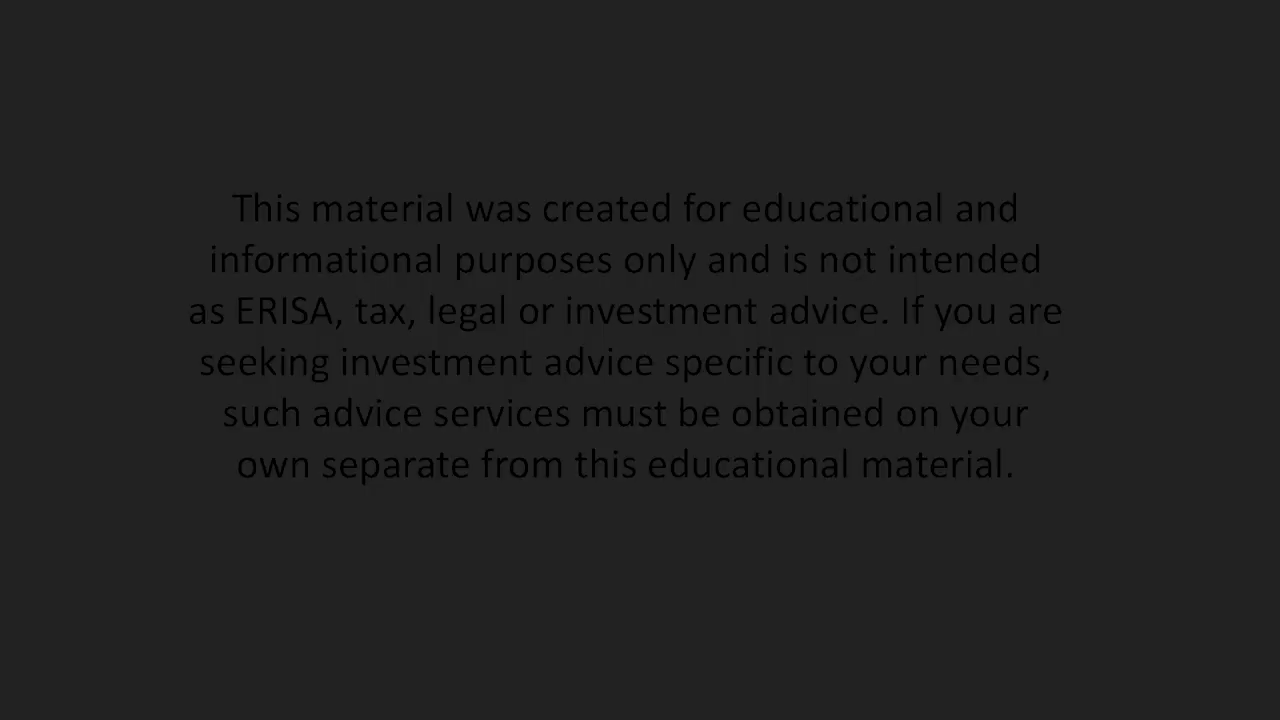 This material was created for educational and
informational purposes only and is not intended
as ERISA, tax, legal or investment advice. If you are
seeking investment advice specific to your needs,
such advice services must be obtained on your
own separate from this educational material.